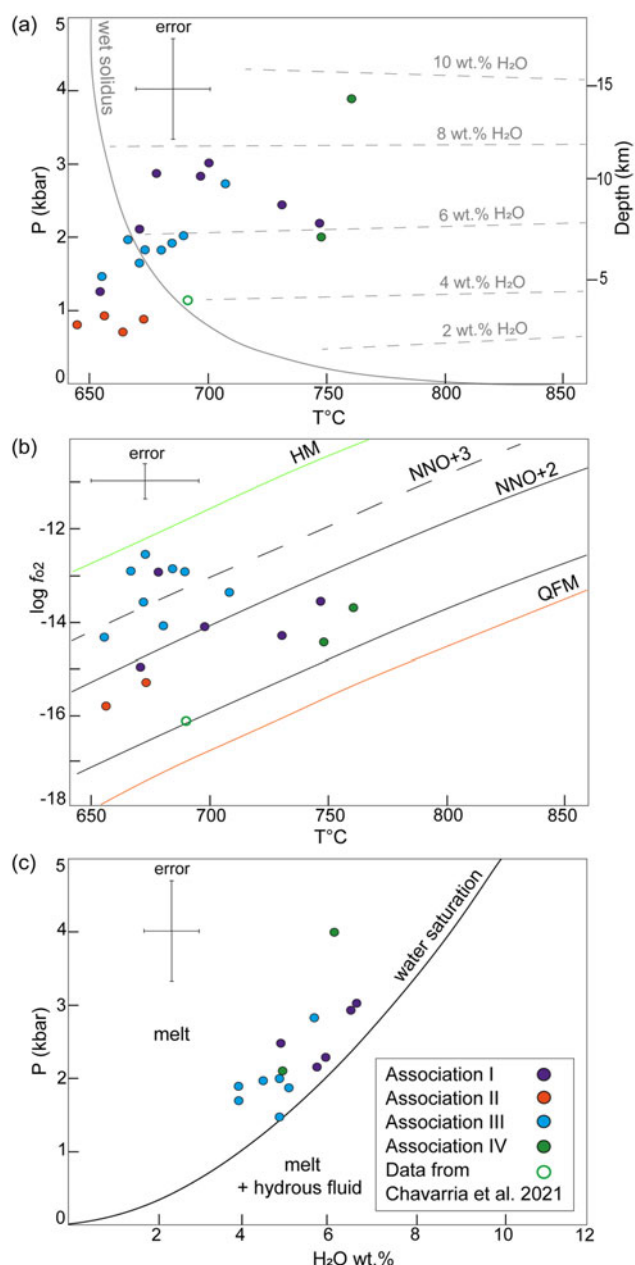 (a)
5
4
3
2
1
0
P (kbar)
wet solidus
error
10 wt.% H₂O
8 wt.% H₂O
6 wt.% H₂O
4 wt.% H₂O
2 wt.% H₂O
15
10
5
Depth (km)
650
700
750
800
850
T°C
(b)
error
HM
NNO+3
NNO+2
QFM
-12
-14
-16
-18
log fo2
650
700
750
800
850
T°C
(c)
5
4
3
2
1
0
P (kbar)
error
melt
water saturation
melt
+ hydrous fluid
Association I
Association II
Association III
Association IV
Data from
Chavarria et al. 2021
2
4
6
8
10
12
H₂O wt.%